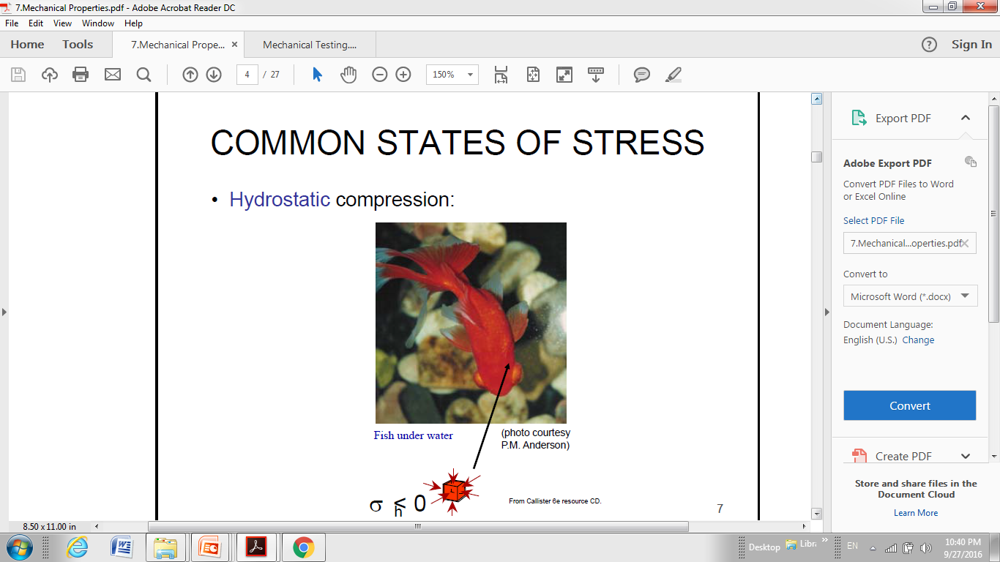 7.Mechanical Properties.pdf - Adobe Acrobat Reader DC
File Edit View Window Help
Home Tools 7.Mechanical Prope... × Mechanical Testing.... ? Sign In
4 / 27 150%
COMMON STATES OF STRESS
• Hydrostatic compression:
Fish under water
(photo courtesy
P.M. Anderson)
σ h < 0
From Callister 6e resource CD.
7
8.50 x 11.00 in
Export PDF
Adobe Export PDF
Convert PDF Files to Word
or Excel Online
Select PDF File
7.Mechanical...operties.pdf ×
Convert to
Microsoft Word (*.docx)
Document Language:
English (U.S.) Change
Convert
Create PDF
Store and share files in the
Document Cloud
Learn More
Desktop Libra » EN 10:40 PM
9/27/2016